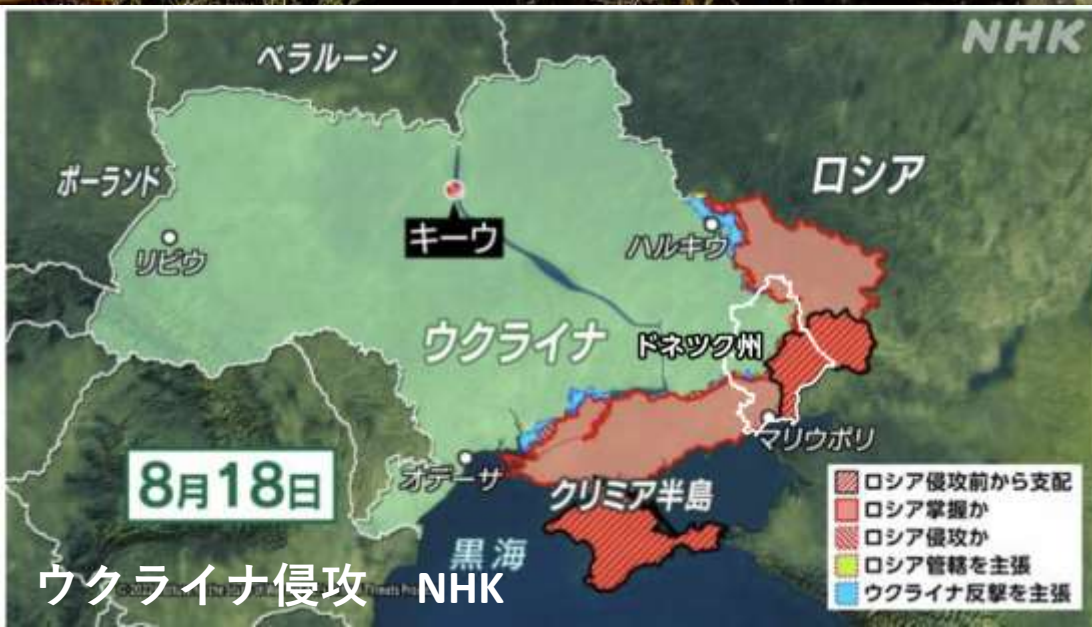 NHK
ベラルーシ
ロシア
ポーランド
キーウ
リビウ
ハルキウ
ウクライナ
ドネツク州
マリウポリ
オデーサ
8月18日
クリミア半島
黒海
ロシア侵攻前から支配
ロシア掌握か
ロシア侵攻か
ロシア管轄を主張
ウクライナ反撃を主張
ウクライナ侵攻 NHK